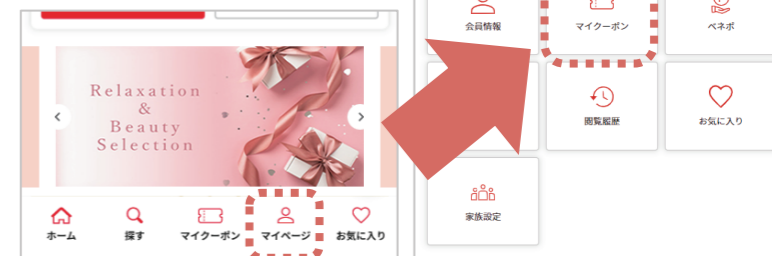 Relaxation
&
Beauty
Selection
ホーム
探す
マイクーポン
マイページ
お気に入り
会員情報
マイクーポン
ベネポ
閲覧履歴
お気に入り
家族設定